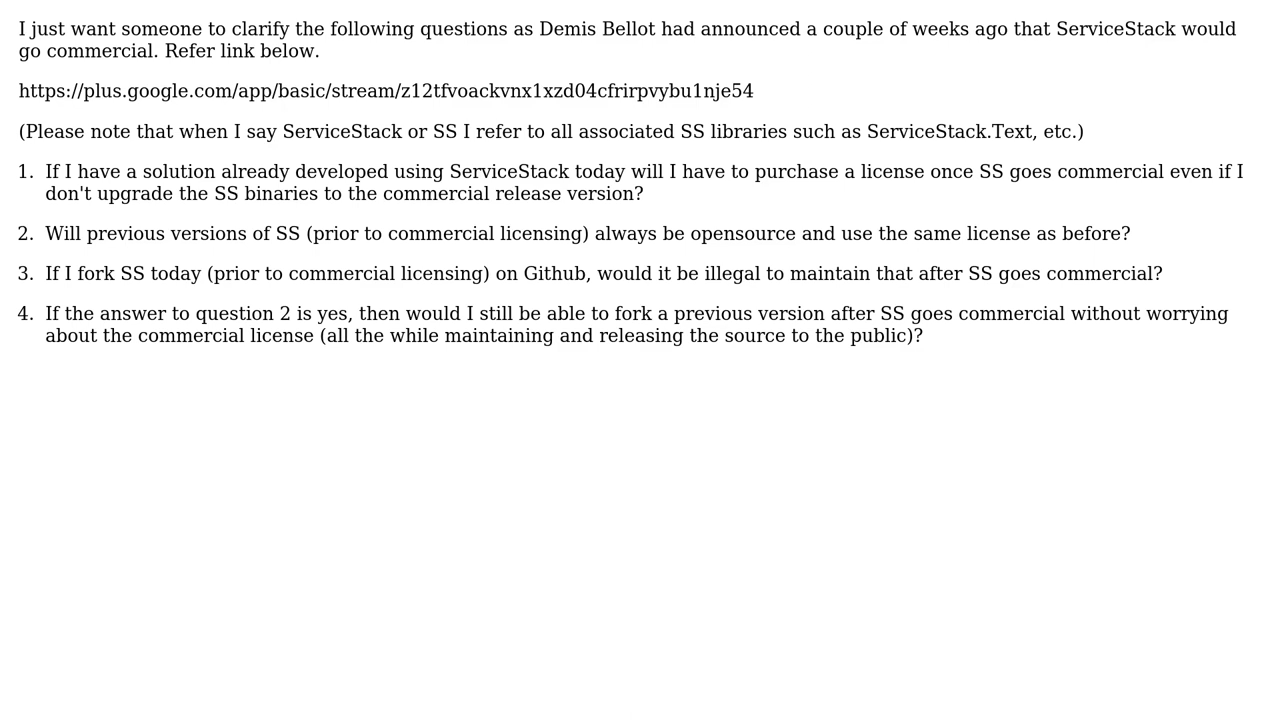 I just want someone to clarify the following questions as Demis Bellot had announced a couple of weeks ago that ServiceStack would
go commercial. Refer link below.
https://plus.google.com/app/basic/stream/z12tfvoackvnx1xzd04cfrirpvybu1nje54
(Please note that when I say ServiceStack or SS I refer to all associated SS libraries such as ServiceStack.Text, etc.)
1. If I have a solution already developed using ServiceStack today will I have to purchase a license once SS goes commercial even if I
don't upgrade the SS binaries to the commercial release version?
2. Will previous versions of SS (prior to commercial licensing) always be opensource and use the same license as before?
3. If I fork SS today (prior to commercial licensing) on Github, would it be illegal to maintain that after SS goes commercial?
4. If the answer to question 2 is yes, then would I still be able to fork a previous version after SS goes commercial without worrying
about the commercial license (all the while maintaining and releasing the source to the public)?